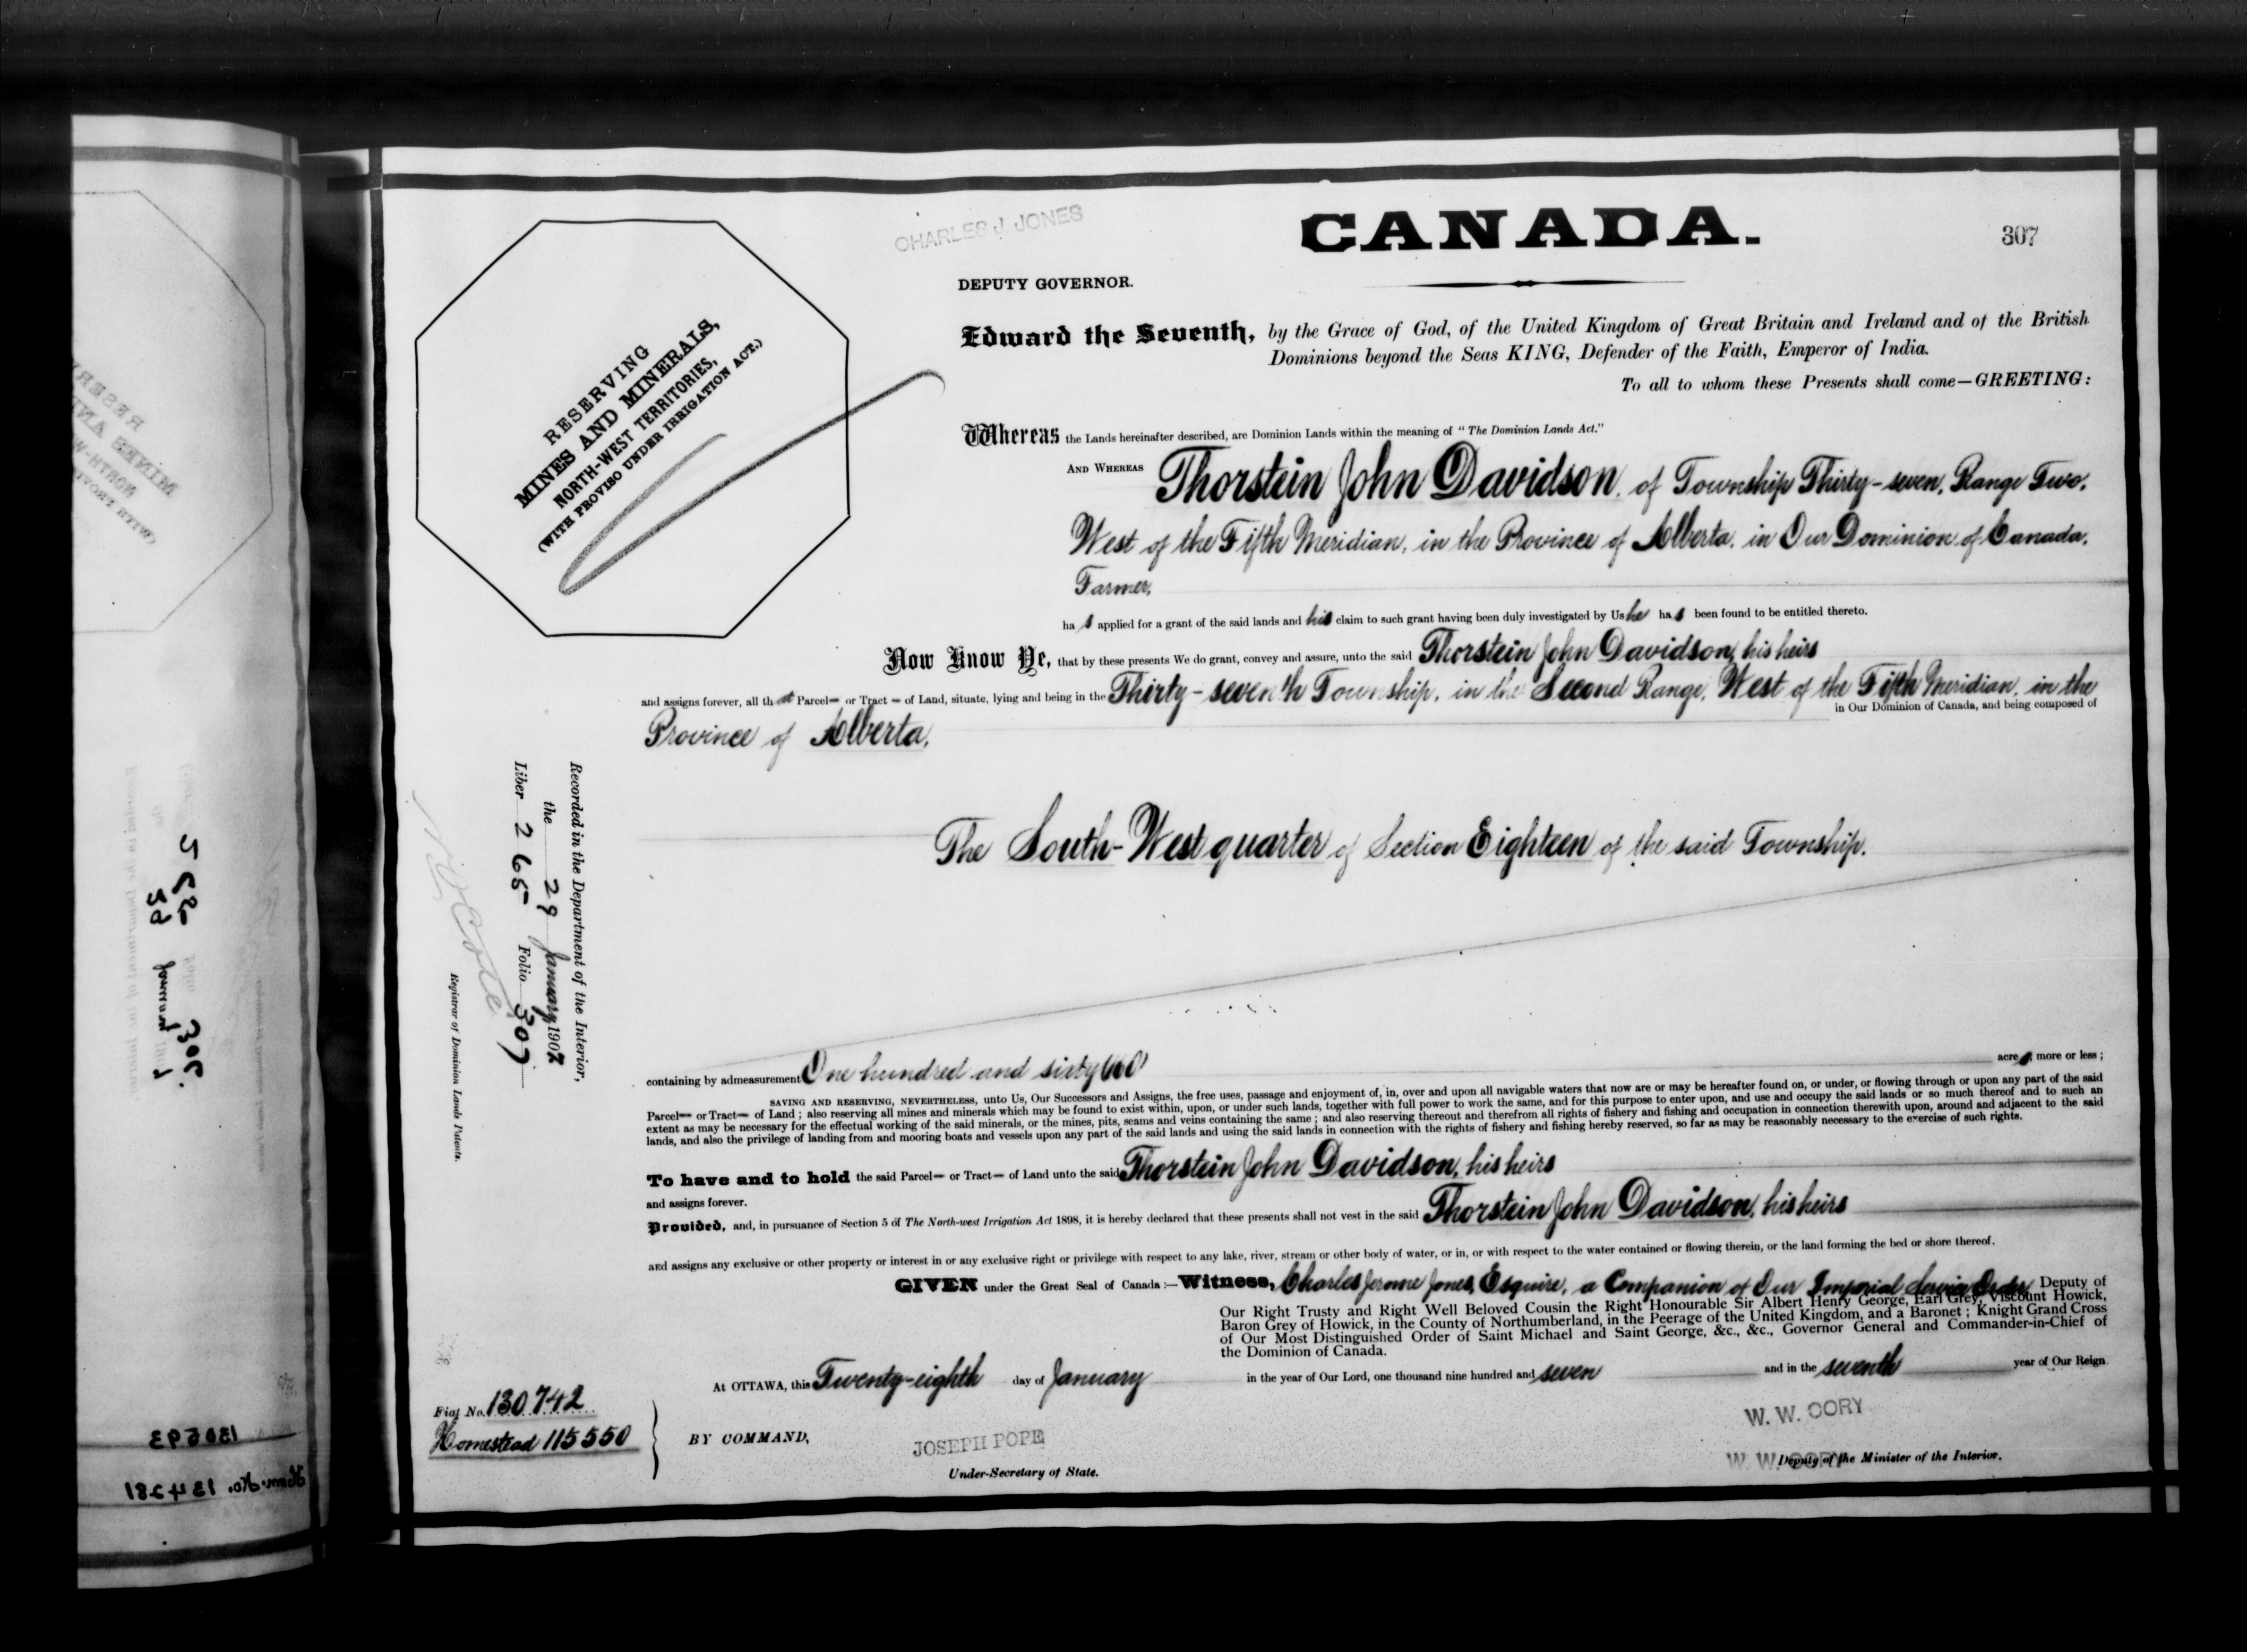 CHARLES J. JONES
CANADA.
307
DEPUTY GOVERNOR.
RESERVING
MINES AND MINERALS,
NORTH-WEST TERRITORIES,
(WITH PROVISO UNDER IRRIGATION ACT.)
Edward the Seventh, by the Grace of God, of the United Kingdom of Great Britain and Ireland and of the British
Dominions beyond the Seas KING, Defender of the Faith, Emperor of India.
To all to whom these Presents shall come—GREETING:
Whereas the Lands hereinafter described, are Dominion Lands within the meaning of "The Dominion Lands Act."
AND WHEREAS Thorstein John Davidson, of Township Thirty-seven, Range Two,
West of the Fifth Meridian, in the Province of Alberta, in Our Dominion of Canada,
Farmer,
has applied for a grant of the said lands and his claim to such grant having been duly investigated by Us he has been found to be entitled thereto.
Now Know Ye, that by these presents We do grant, convey and assure, unto the said Thorstein John Davidson, his heirs
and assigns forever, all that Parcel or Tract of Land, situate, lying and being in the Thirty-seventh Township, in the Second Range, West of the Fifth Meridian, in the
Province of Alberta, in Our Dominion of Canada, and being composed of
The South-West quarter of Section Eighteen of the said Township.
Recorded in the Department of the Interior,
the 29 January 1907
Liber 265 Folio 307
Registrar of Dominion Lands Patents.
containing by admeasurement One hundred and sixty (160) acres, more or less;
SAVING AND RESERVING, NEVERTHELESS, unto Us, Our Successors and Assigns, the free uses, passage and enjoyment of, in, over and upon all navigable waters that now are or may be hereafter found on, or under, or flowing through or upon any part of the said
Parcel or Tract of Land; also reserving all mines and minerals which may be found to exist within, upon, or under such lands, together with full power to work the same, and for this purpose to enter upon, and use and occupy the said lands or so much thereof and to such an
extent as may be necessary for the effectual working of the said minerals, or the mines, pits, seams and veins containing the same; and also reserving thereout and therefrom all rights of fishery and fishing and occupation in connection therewith upon, around and adjacent to the said
lands, and also the privilege of landing from and mooring boats and vessels upon any part of the said lands and using the said lands in connection with the rights of fishery and fishing hereby reserved, so far as may be reasonably necessary to the exercise of such rights.
To have and to hold the said Parcel or Tract of Land unto the said Thorstein John Davidson, his heirs
and assigns forever.
Provided, and, in pursuance of Section 5 of The North-west Irrigation Act 1898, it is hereby declared that these presents shall not vest in the said Thorstein John Davidson, his heirs
and assigns any exclusive or other property or interest in or any exclusive right or privilege with respect to any lake, river, stream or other body of water, or in, or with respect to the water contained or flowing therein, or the land forming the bed or shore thereof.
GIVEN under the Great Seal of Canada:—Witness, Charles Jerome Jones, Esquire, a Companion of Our Imperial Service Order Deputy of
Our Right Trusty and Right Well Beloved Cousin the Right Honourable Sir Albert Henry George, Earl Grey, Viscount Howick,
Baron Grey of Howick, in the County of Northumberland, in the Peerage of the United Kingdom, and a Baronet; Knight Grand Cross
of Our Most Distinguished Order of Saint Michael and Saint George, &c., &c., Governor General and Commander-in-Chief of
the Dominion of Canada.
At OTTAWA, this Twenty-eighth day of January in the year of Our Lord, one thousand nine hundred and seven and in the seventh year of Our Reign
Fiat No. 130742
Homestead 115550
BY COMMAND,
JOSEPH POPE
Under-Secretary of State.
W. W. CORY
W. W. CORY
Deputy of the Minister of the Interior.